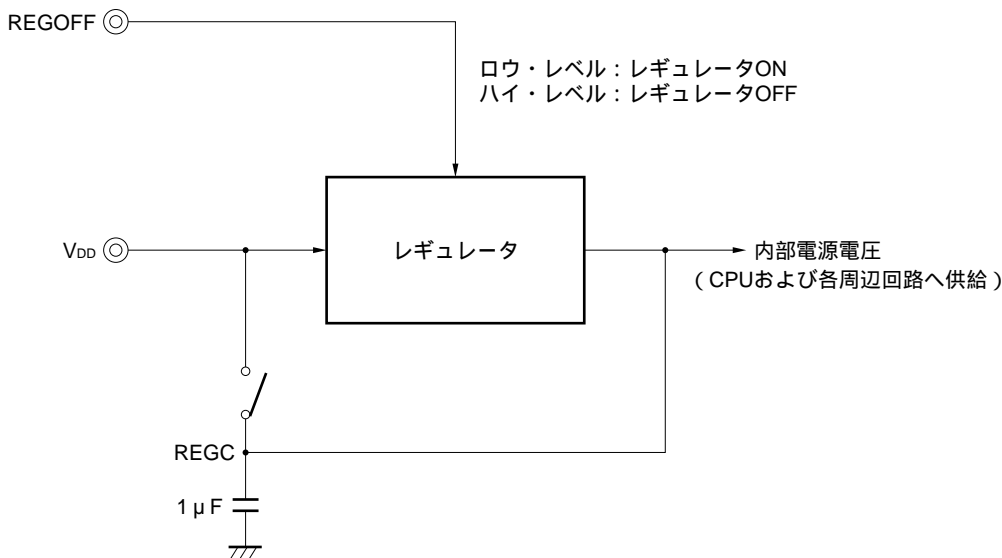 REGOFF
ロウ・レベル：レギュレータON
ハイ・レベル：レギュレータOFF
VDD
レギュレータ
内部電源電圧
（CPUおよび各周辺回路へ供給）
REGC
1 μ F